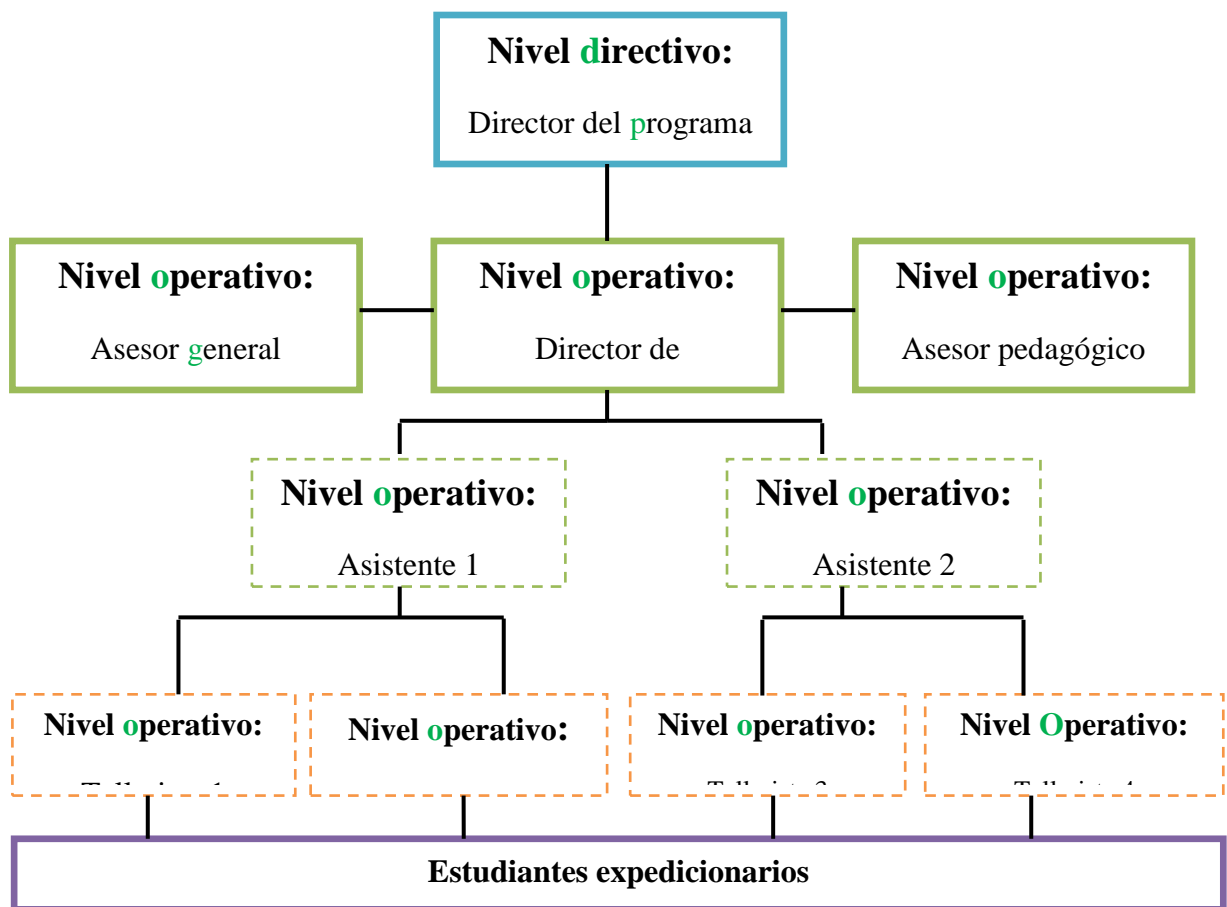 Nivel directivo:
Director del programa
Nivel operativo:
Asesor general
Nivel operativo:
Director de
Nivel operativo:
Asesor pedagógico
Nivel operativo:
Asistente 1
Nivel operativo:
Asistente 2
Nivel operativo:
Nivel operativo:
Nivel operativo:
Nivel Operativo:
Estudiantes expedicionarios